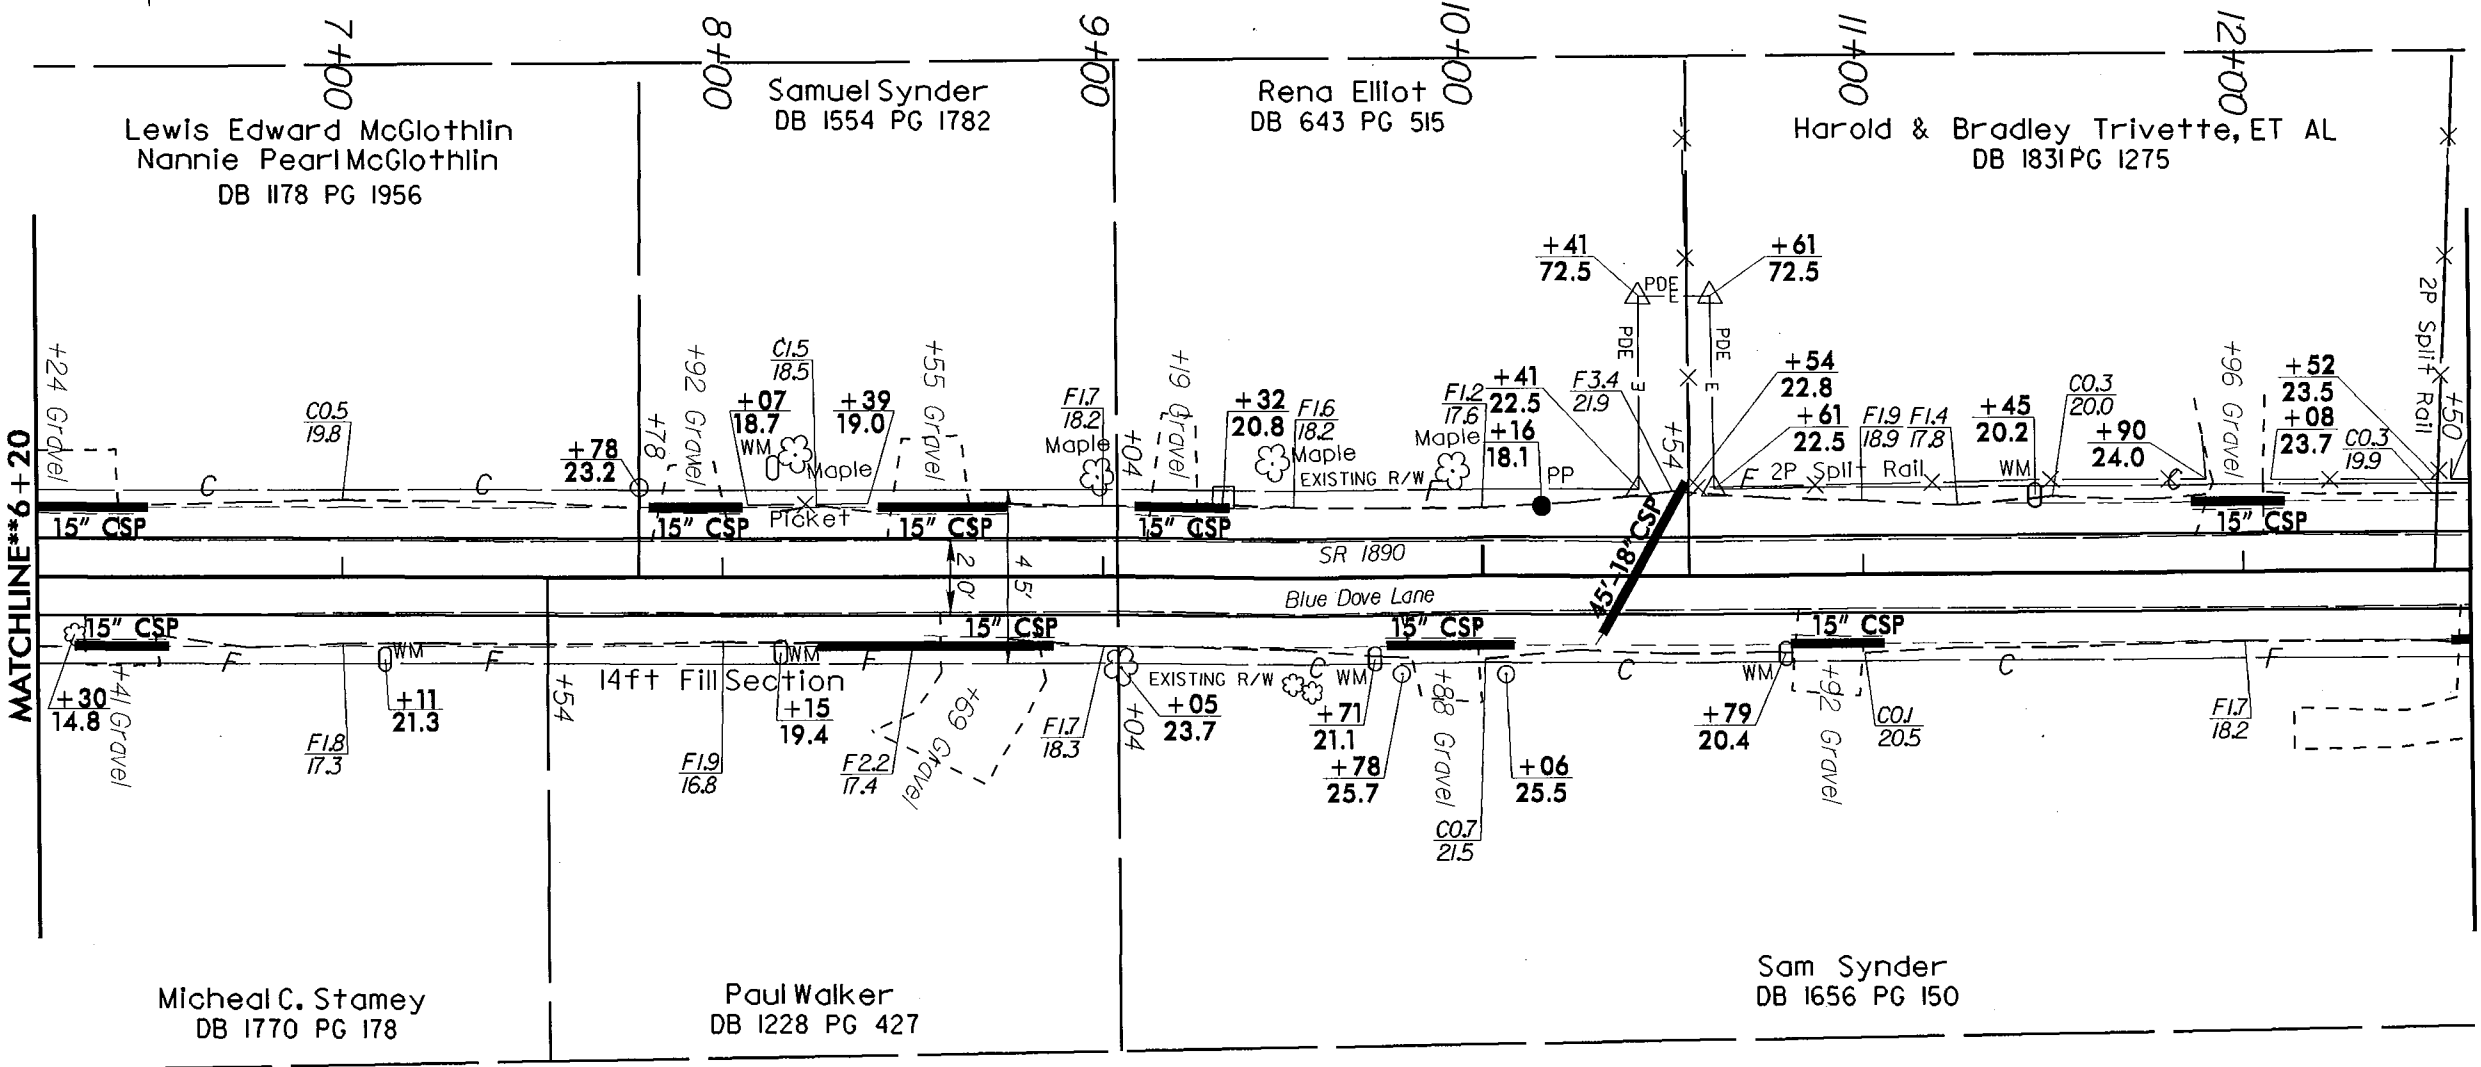 7+00
8+00
9+00
10+00
11+00
12+00
Lewis Edward McGlothlin
Nannie Pearl McGlothlin
DB 1178 PG 1956
Samuel Synder
DB 1554 PG 1782
Rena Elliot
DB 643 PG 515
Harold & Bradley Trivette, ET AL
DB 1831 PG 1275
+41
72.5
+61
72.5
PDE
E
PDE
E
PDE
E
2P Split Rail
+50
+24 Gravel
C0.5
19.8
+78
23.2
+78
+92 Gravel
+07
18.7
WM
C1.5
18.5
Maple
+39
19.0
+55 Gravel
F1.7
18.2
Maple
+04
+19 Gravel
+32
20.8
F1.6
18.2
Maple
EXISTING R/W
F1.2
17.6
Maple
+41
22.5
+16
18.1
PP
F3.4
21.9
+54
+54
22.8
+61
22.5
F1.9
18.9
F1.4
17.8
+45
20.2
WM
C0.3
20.0
+90
24.0
+96 Gravel
+52
23.5
+08
23.7
C0.3
19.9
C
C
F
F
2P Split Rail
C
15" CSP
15" CSP
Picket
15" CSP
15" CSP
15" CSP
MATCHLINE**6+20
20'
45'
SR 1890
Blue Dove Lane
45'-18"CSP
15" CSP
15" CSP
15" CSP
15" CSP
F
WM
F
WM
F
14ft Fill Section
EXISTING R/W
C
WM
C
WM
C
F
+30
14.8
+41 Gravel
F1.8
17.3
+11
21.3
+54
F1.9
16.8
+15
19.4
F2.2
17.4
+69 Gravel
F1.7
18.3
+04
+05
23.7
+71
21.1
+78
25.7
+88 Gravel
C0.7
21.5
+06
25.5
+79
20.4
+92 Gravel
C0.1
20.5
F1.7
18.2
Micheal C. Stamey
DB 1770 PG 178
Paul Walker
DB 1228 PG 427
Sam Synder
DB 1656 PG 150